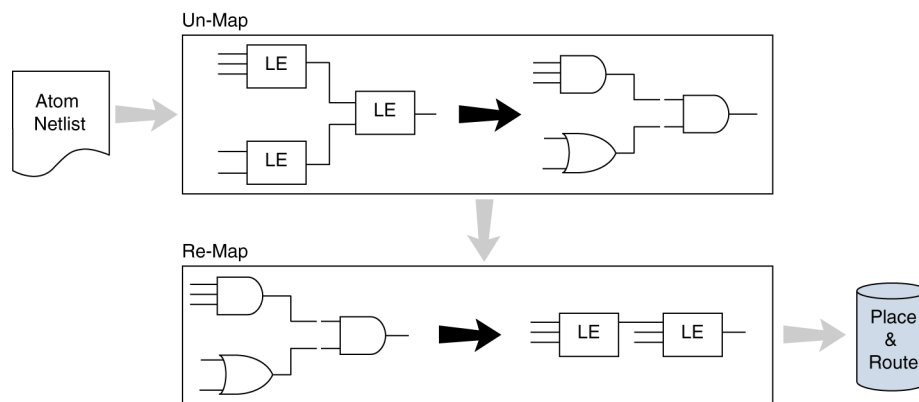 Un-Map
Atom
Netlist
LE
LE
LE
Re-Map
LE
LE
Place
&
Route